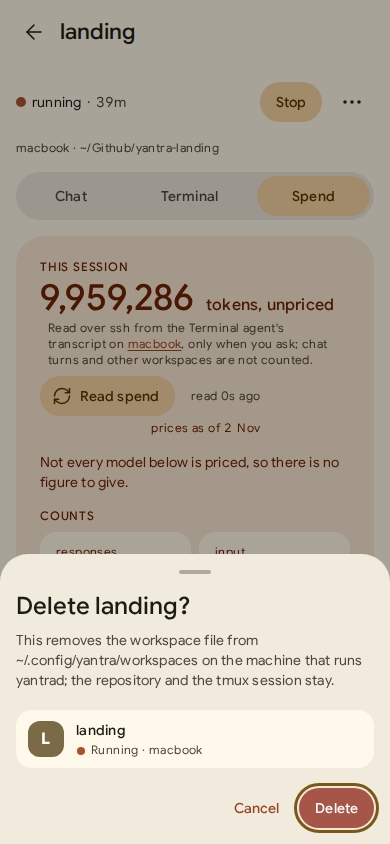 landing
running · 39m
Stop
macbook · ~/Github/yantra-landing
Chat
Terminal
Spend
THIS SESSION
9,959,286 tokens, unpriced
Read over ssh from the Terminal agent's
transcript on macbook, only when you ask; chat
turns and other workspaces are not counted.
Read spend
read 0s ago
prices as of 2 Nov
Not every model below is priced, so there is no
figure to give.
COUNTS
responses
input
Delete landing?
This removes the workspace file from
~/.config/yantra/workspaces on the machine that runs
yantrad; the repository and the tmux session stay.
L
landing
Running · macbook
Cancel
Delete